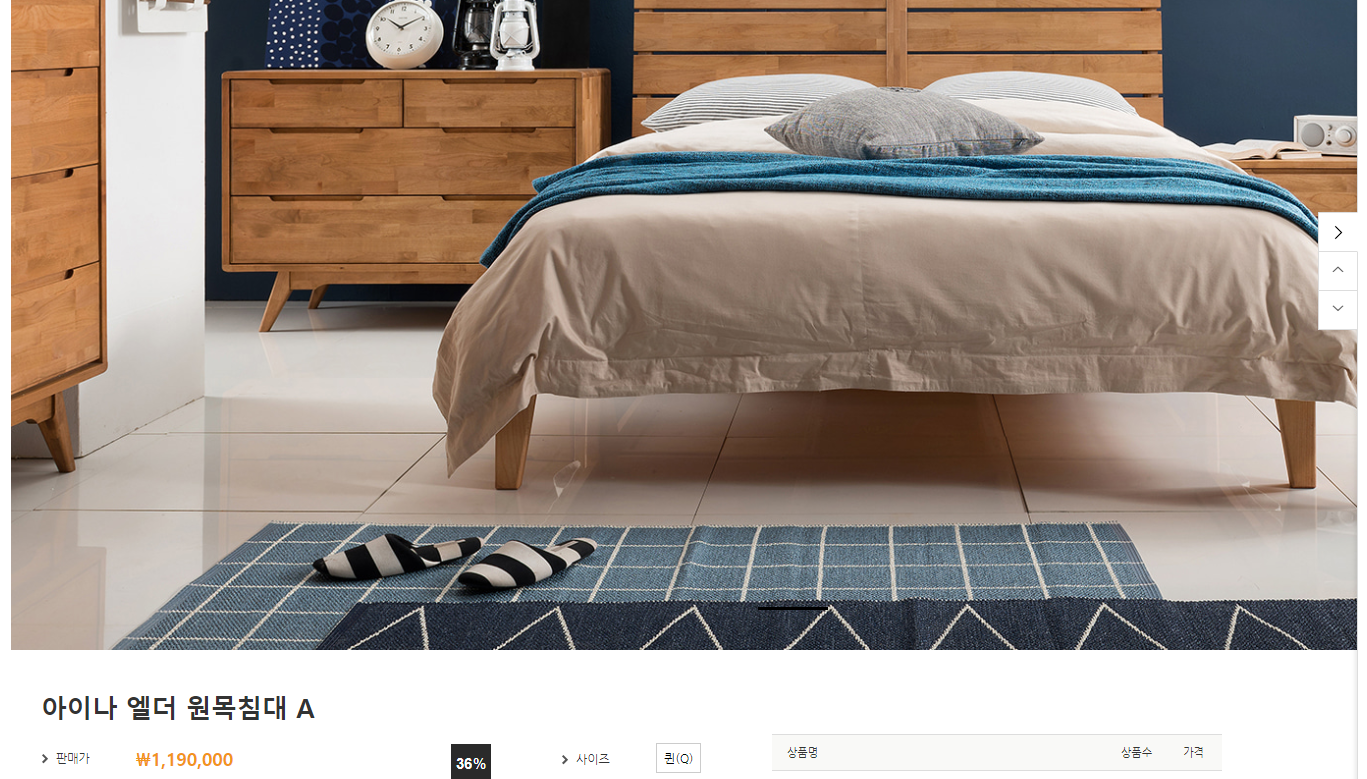 아이나 엘더 원목침대 A
판매가 ₩1,190,000 36% 사이즈 퀸(Q) 상품명 상품수 가격